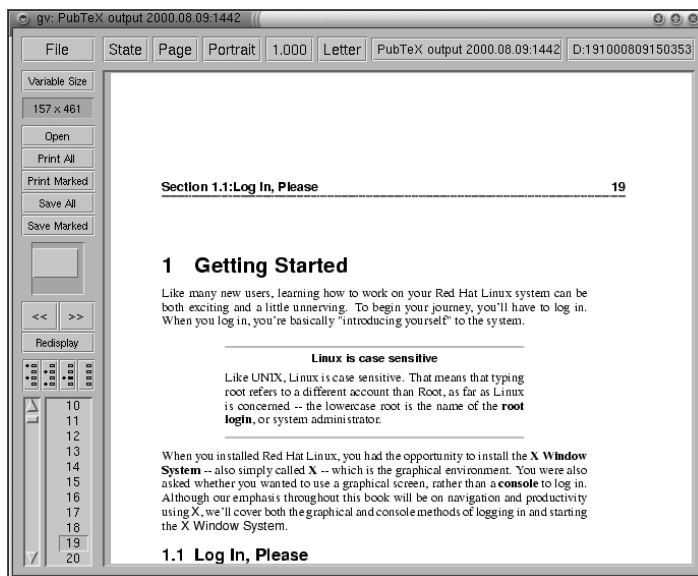 gv: PubTeX output 2000.08.09:1442
File
State Page Portrait 1.000 Letter PubTeX output 2000.08.09:1442 D:191000809150353
Variable Size
157 x 461
Open
Print All
Print Marked
Save All
Save Marked
<< >>
Redisplay
10
11
12
13
14
15
16
17
18
19
20
Section 1.1:Log In, Please 19
1 Getting Started
Like many new users, learning how to work on your Red Hat Linux system can be
both exciting and a little unnerving. To begin your journey, you'll have to log in.
When you log in, you're basically "introducing yourself" to the system.
Linux is case sensitive
Like UNIX, Linux is case sensitive. That means that typing
root refers to a different account than Root, as far as Linux
is concerned -- the lowercase root is the name of the root
login, or system administrator.
When you installed Red Hat Linux, you had the opportunity to install the X Window
System -- also simply called X -- which is the graphical environment. You were also
asked whether you wanted to use a graphical screen, rather than a console to log in.
Although our emphasis throughout this book will be on navigation and productivity
using X, we'll cover both the graphical and console methods of logging in and starting
the X Window System.
1.1 Log In, Please